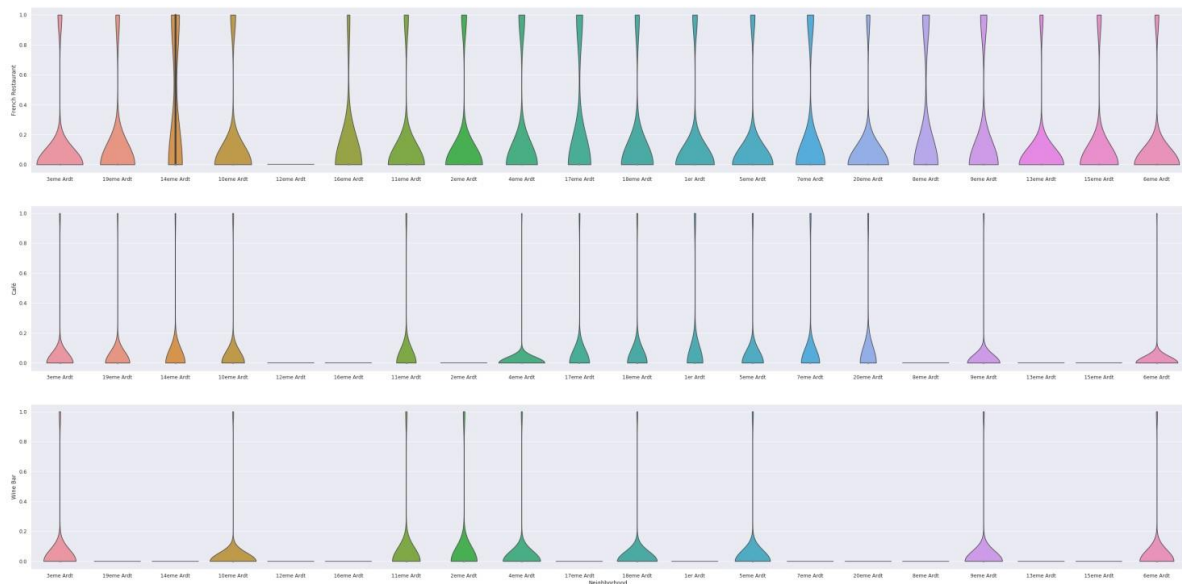 French Restaurant
1.0
0.8
0.6
0.4
0.2
0.0
3eme Ardt 19eme Ardt 14eme Ardt 10eme Ardt 12eme Ardt 16eme Ardt 11eme Ardt 2eme Ardt 4eme Ardt 17eme Ardt 18eme Ardt 1er Ardt 5eme Ardt 7eme Ardt 20eme Ardt 8eme Ardt 9eme Ardt 13eme Ardt 15eme Ardt 6eme Ardt
Café
1.0
0.8
0.6
0.4
0.2
0.0
3eme Ardt 19eme Ardt 14eme Ardt 10eme Ardt 12eme Ardt 16eme Ardt 11eme Ardt 2eme Ardt 4eme Ardt 17eme Ardt 18eme Ardt 1er Ardt 5eme Ardt 7eme Ardt 20eme Ardt 8eme Ardt 9eme Ardt 13eme Ardt 15eme Ardt 6eme Ardt
Wine Bar
1.0
0.8
0.6
0.4
0.2
0.0
3eme Ardt 19eme Ardt 14eme Ardt 10eme Ardt 12eme Ardt 16eme Ardt 11eme Ardt 2eme Ardt 4eme Ardt 17eme Ardt 18eme Ardt 1er Ardt 5eme Ardt 7eme Ardt 20eme Ardt 8eme Ardt 9eme Ardt 13eme Ardt 15eme Ardt 6eme Ardt
Neighborhood